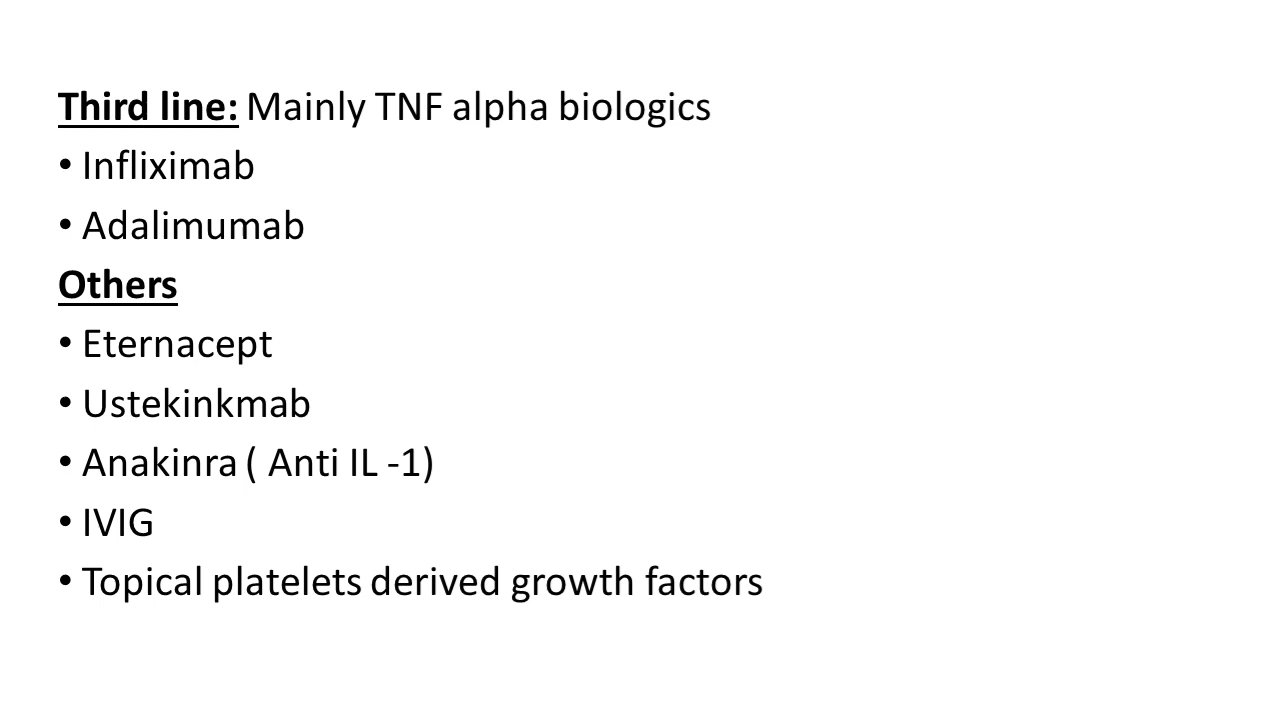 Third line: Mainly TNF alpha biologics
• Infliximab
• Adalimumab
Others
• Eternacept
• Ustekinkmab
• Anakinra ( Anti IL -1)
• IVIG
• Topical platelets derived growth factors